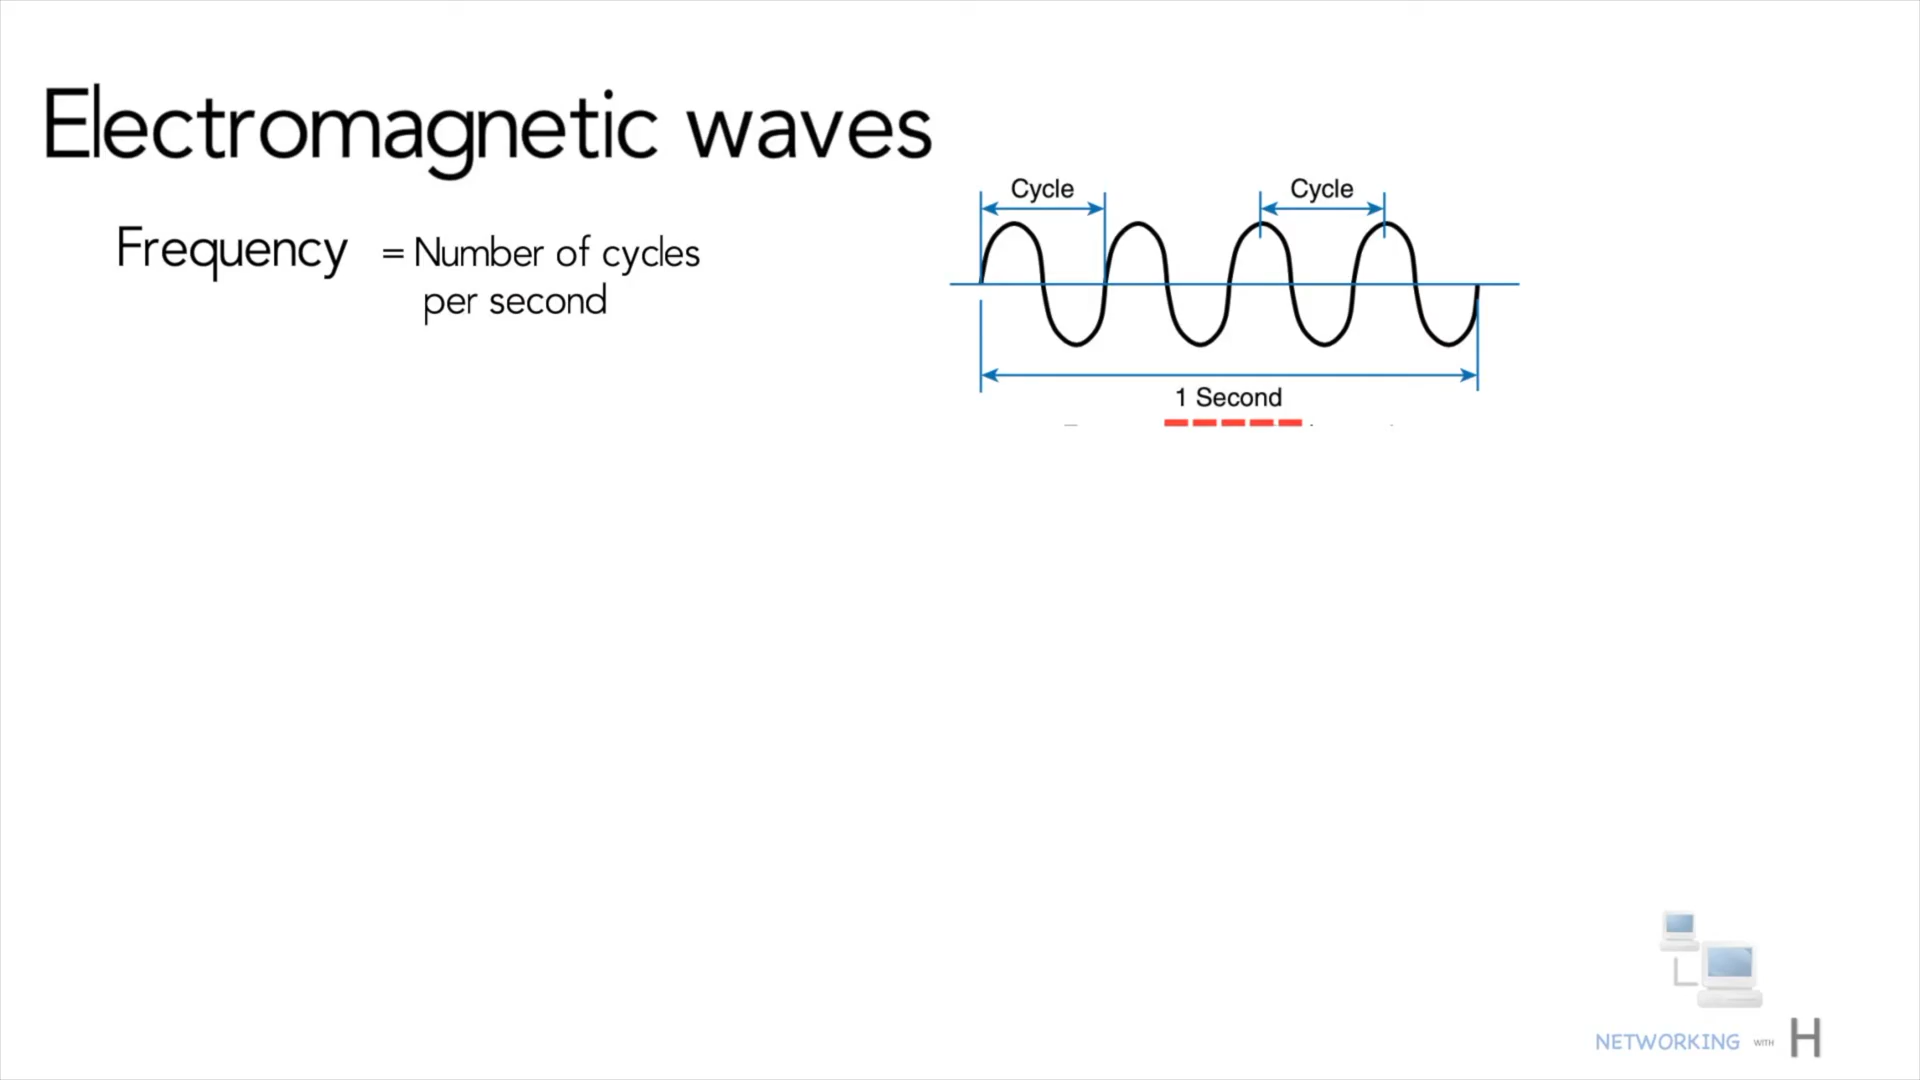 Electromagnetic waves
Frequency = Number of cycles
per second
Cycle Cycle
1 Second
NETWORKING WITH H